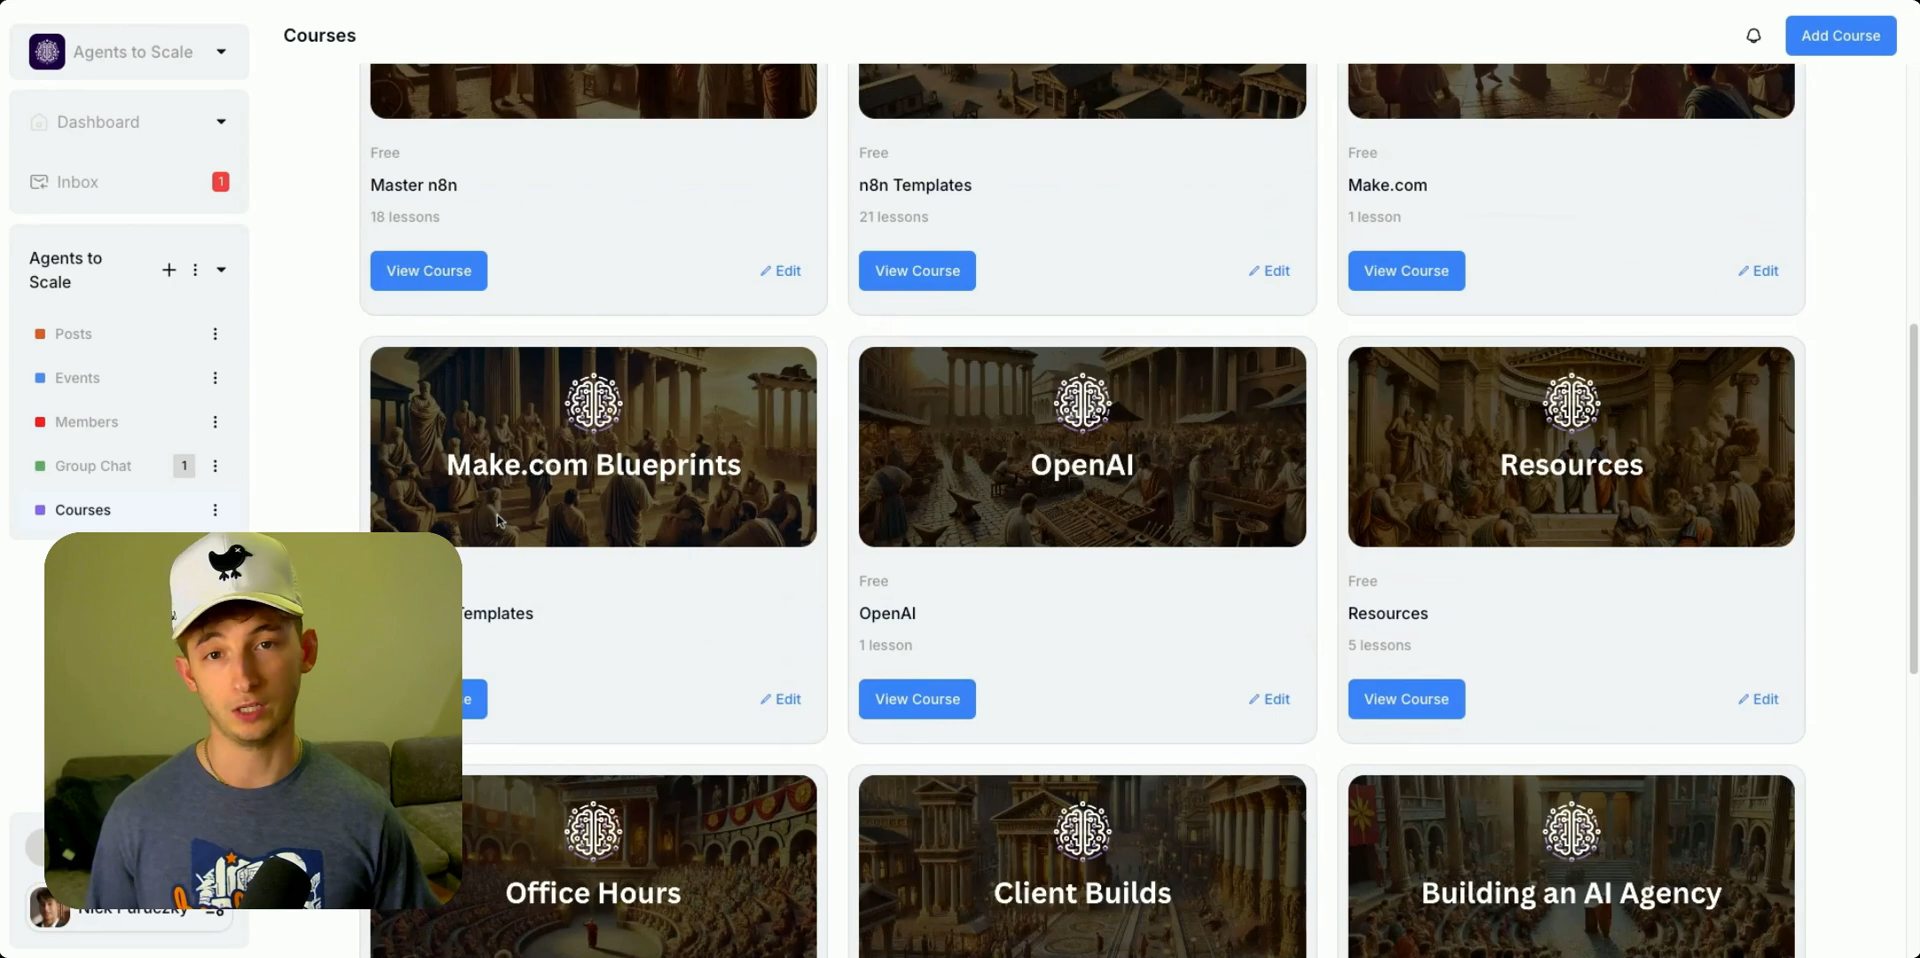 Agents to Scale
Courses
Add Course
Dashboard
Inbox
1
Agents to
Scale
Posts
Events
Members
Group Chat
1
Courses
Free
Master n8n
18 lessons
View Course
Edit
Free
n8n Templates
21 lessons
View Course
Edit
Free
Make.com
1 lesson
View Course
Edit
Make.com Blueprints
Templates
Edit
OpenAI
Free
OpenAI
1 lesson
View Course
Edit
Resources
Free
Resources
5 lessons
View Course
Edit
Office Hours
Client Builds
Building an AI Agency